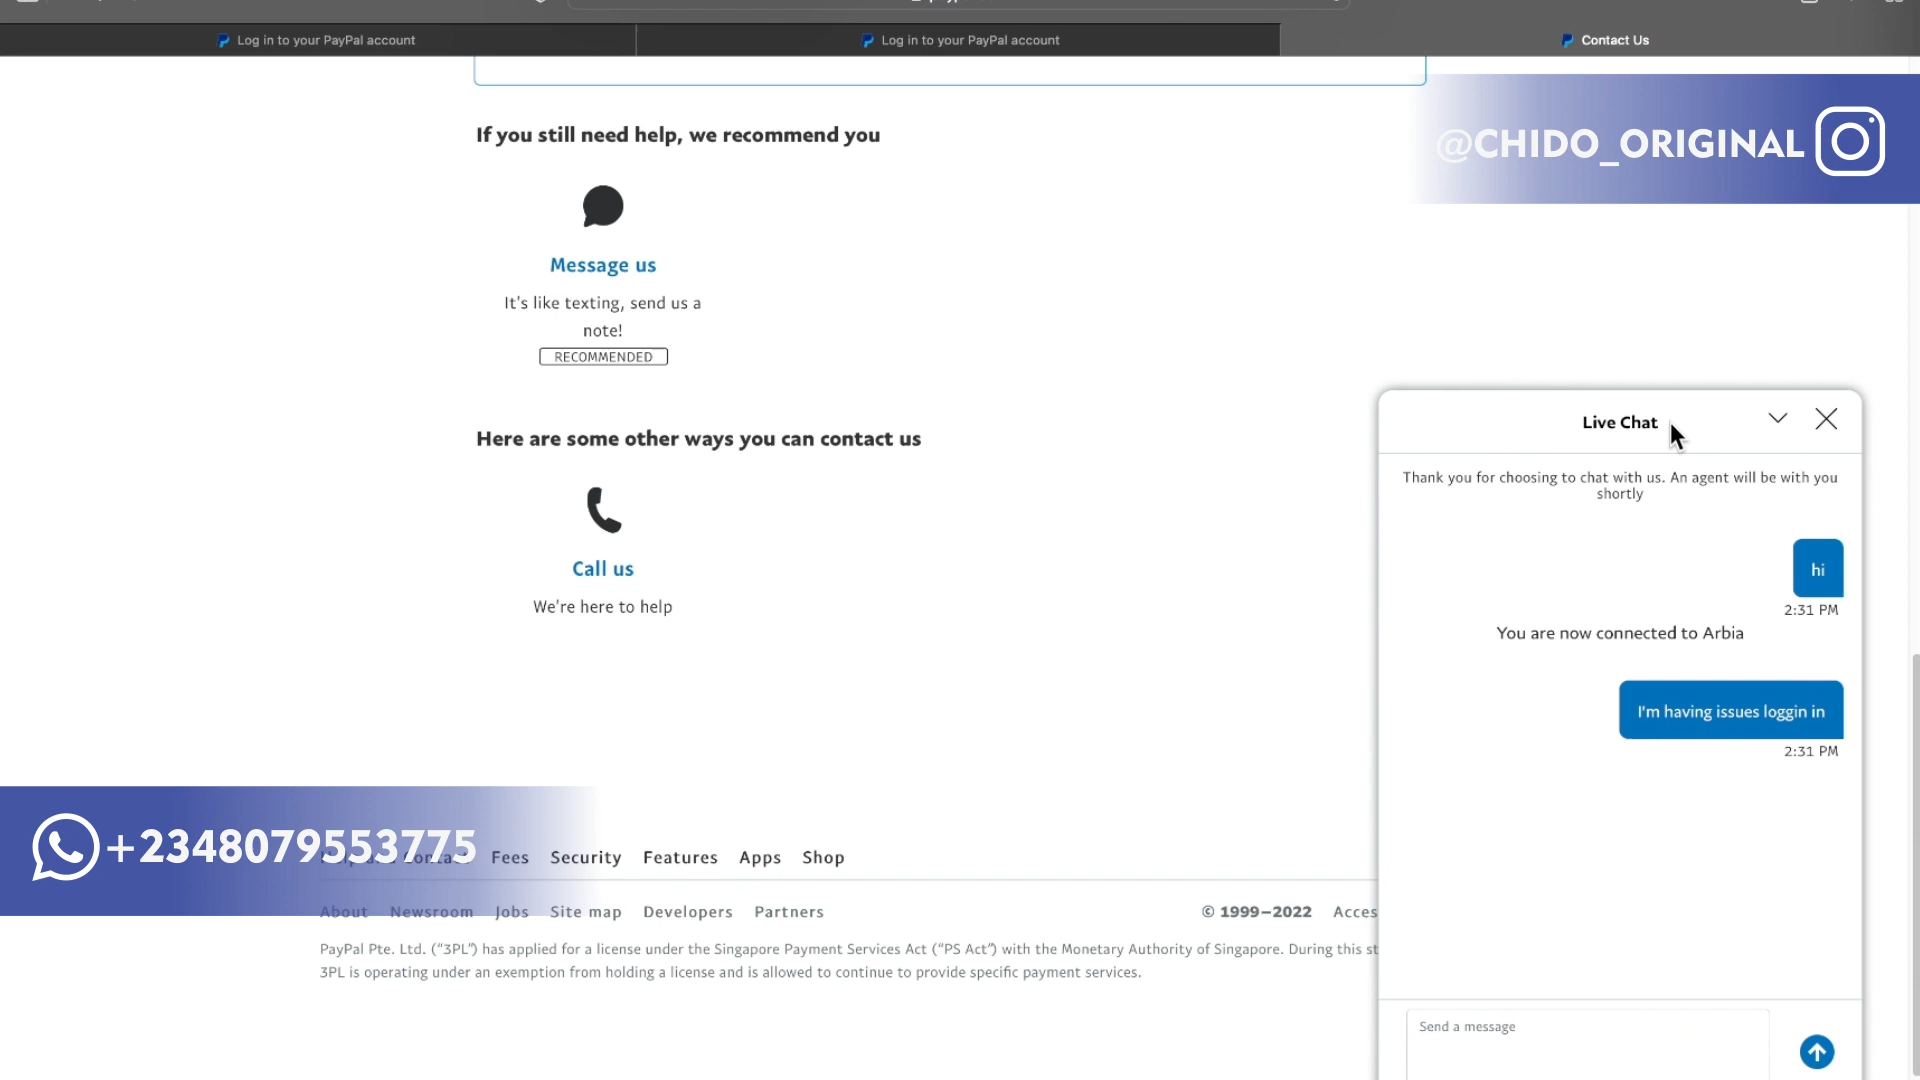 Log in to your PayPal account
Log in to your PayPal account
Contact Us
@CHIDO_ORIGINAL
If you still need help, we recommend you
Message us
It's like texting, send us a
note!
RECOMMENDED
Here are some other ways you can contact us
Call us
We're here to help
Live Chat
Thank you for choosing to chat with us. An agent will be with you
shortly
hi
2:31 PM
You are now connected to Arbia
I'm having issues loggin in
2:31 PM
Send a message
+2348079553775
Fees Security Features Apps Shop
About Newsroom Jobs Site map Developers Partners
© 1999–2022 Acces
PayPal Pte. Ltd. (“3PL”) has applied for a license under the Singapore Payment Services Act (“PS Act”) with the Monetary Authority of Singapore. During this st
3PL is operating under an exemption from holding a license and is allowed to continue to provide specific payment services.